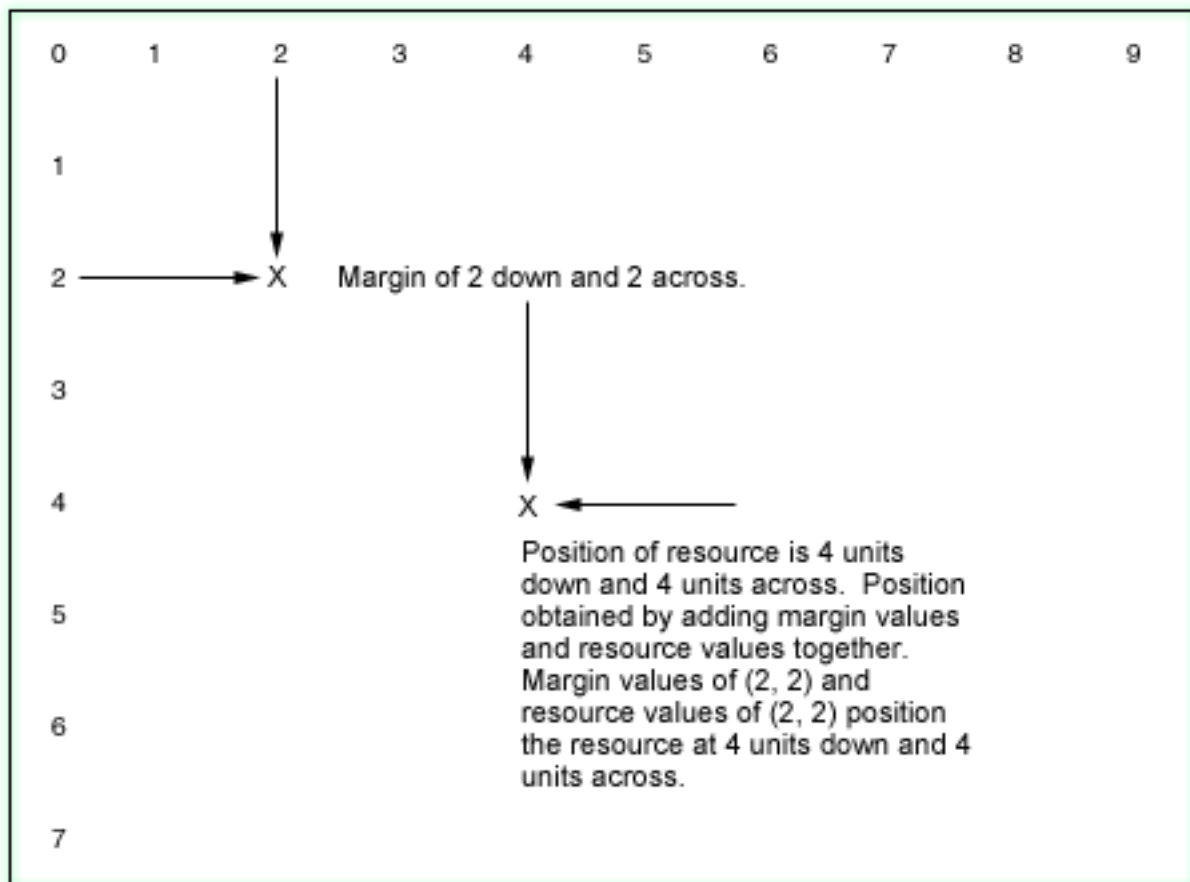 0 1 2 3 4 5 6 7 8 9
1
2 X Margin of 2 down and 2 across.
3
4 X
Position of resource is 4 units
down and 4 units across. Position
5 obtained by adding margin values
and resource values together.
Margin values of (2, 2) and
6 resource values of (2, 2) position
the resource at 4 units down and 4
units across.
7